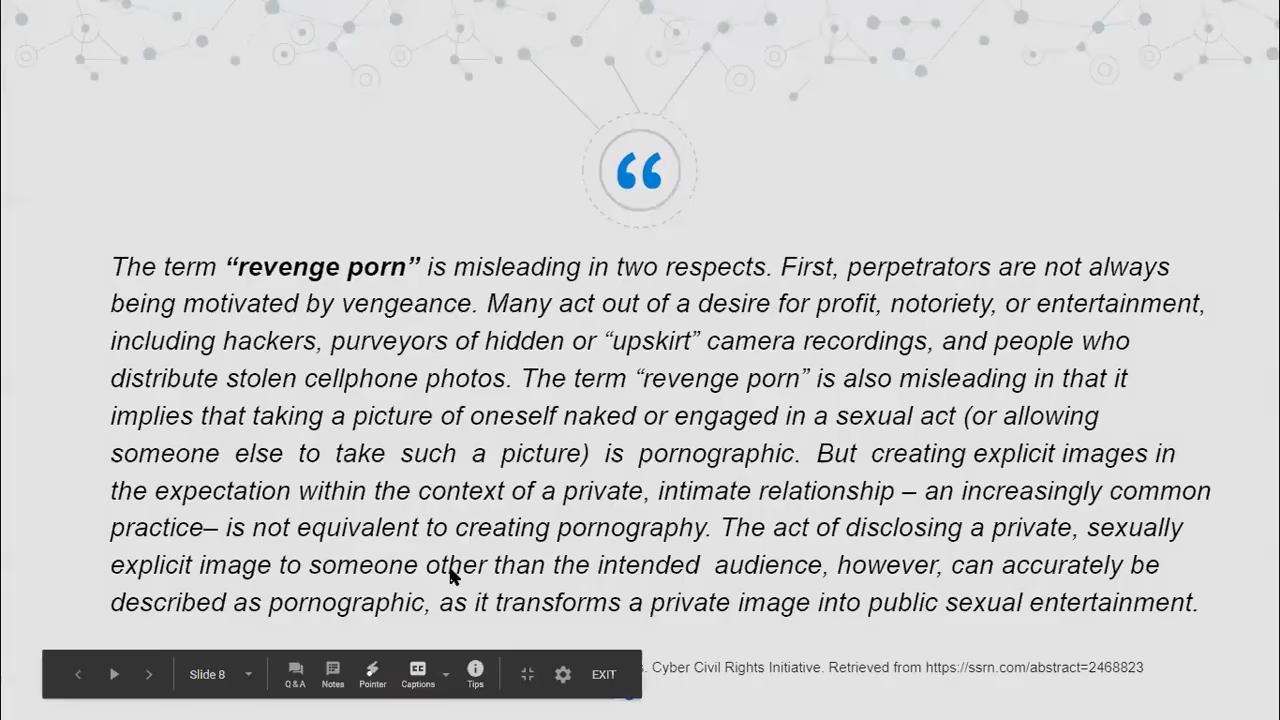 “
The term “revenge porn” is misleading in two respects. First, perpetrators are not always
being motivated by vengeance. Many act out of a desire for profit, notoriety, or entertainment,
including hackers, purveyors of hidden or “upskirt” camera recordings, and people who
distribute stolen cellphone photos. The term “revenge porn” is also misleading in that it
implies that taking a picture of oneself naked or engaged in a sexual act (or allowing
someone else to take such a picture) is pornographic. But creating explicit images in
the expectation within the context of a private, intimate relationship – an increasingly common
practice– is not equivalent to creating pornography. The act of disclosing a private, sexually
explicit image to someone other than the intended audience, however, can accurately be
described as pornographic, as it transforms a private image into public sexual entertainment.
. Cyber Civil Rights Initiative. Retrieved from https://ssrn.com/abstract=2468823
Slide 8
Q & A Notes Pointer Captions Tips EXIT